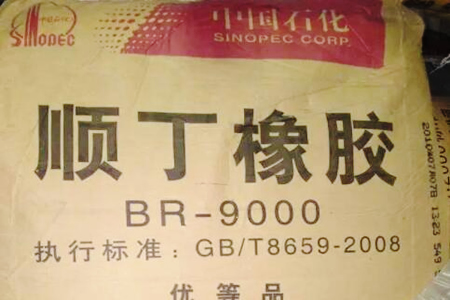 中国石化
SINOPEC
SINOPEC CORP.
顺丁橡胶
BR-9000
执行标准：GB/T8659-2008
优等品